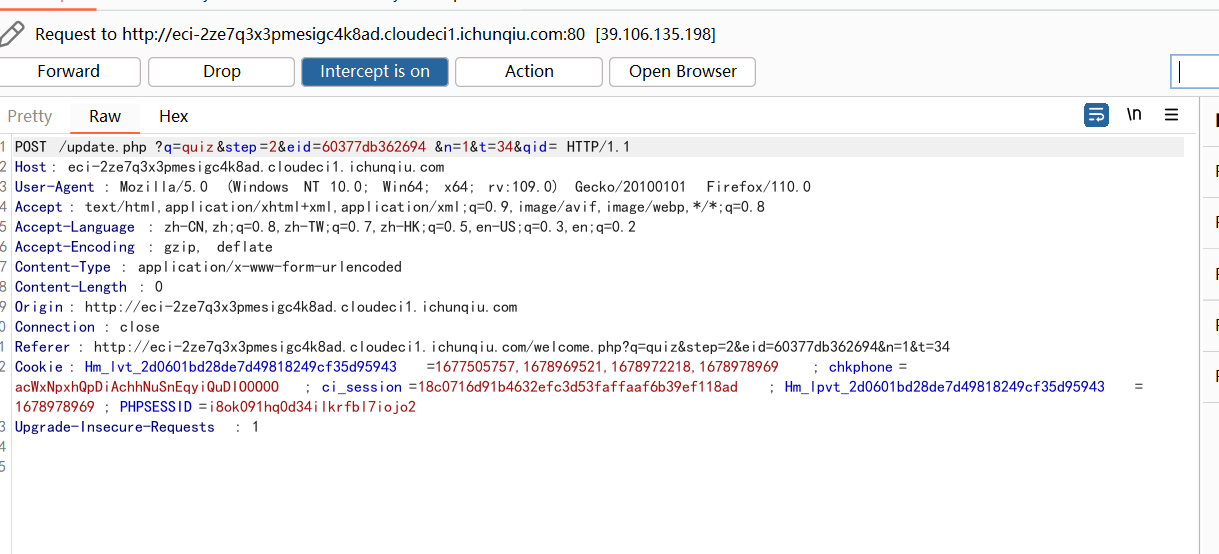 Request to http://eci-2ze7q3x3pmesigc4k8ad.cloudeci1.ichunqiu.com:80 [39.106.135.198]
Forward Drop Intercept is on Action Open Browser
Pretty Raw Hex \n
1 POST /update.php ?q=quiz&step=2&eid=60377db362694 &n=1&t=34&qid= HTTP/1.1
2 Host: eci-2ze7q3x3pmesigc4k8ad.cloudeci1.ichunqiu.com
3 User-Agent : Mozilla/5.0 (Windows NT 10.0; Win64; x64; rv:109.0) Gecko/20100101 Firefox/110.0
4 Accept : text/html,application/xhtml+xml,application/xml;q=0.9,image/avif,image/webp,*/*;q=0.8
5 Accept-Language : zh-CN,zh;q=0.8,zh-TW;q=0.7,zh-HK;q=0.5,en-US;q=0.3,en;q=0.2
6 Accept-Encoding : gzip, deflate
7 Content-Type : application/x-www-form-urlencoded
8 Content-Length : 0
9 Origin : http://eci-2ze7q3x3pmesigc4k8ad.cloudeci1.ichunqiu.com
0 Connection : close
1 Referer : http://eci-2ze7q3x3pmesigc4k8ad.cloudeci1.ichunqiu.com/welcome.php?q=quiz&step=2&eid=60377db362694&n=1&t=34
2 Cookie : Hm_lvt_2d0601bd28de7d49818249cf35d95943 =1677505757,1678969521,1678972218,1678978969 ; chkphone =
acWxNpxhQpDiAchhNuSnEqyiQuDIO0000 ; ci_session =18c0716d91b4632efc3d53faffaaf6b39ef118ad ; Hm_lpvt_2d0601bd28de7d49818249cf35d95943 =
1678978969 ; PHPSESSID =i8ok091hq0d34ilkrfbl7iojo2
3 Upgrade-Insecure-Requests : 1
4
5